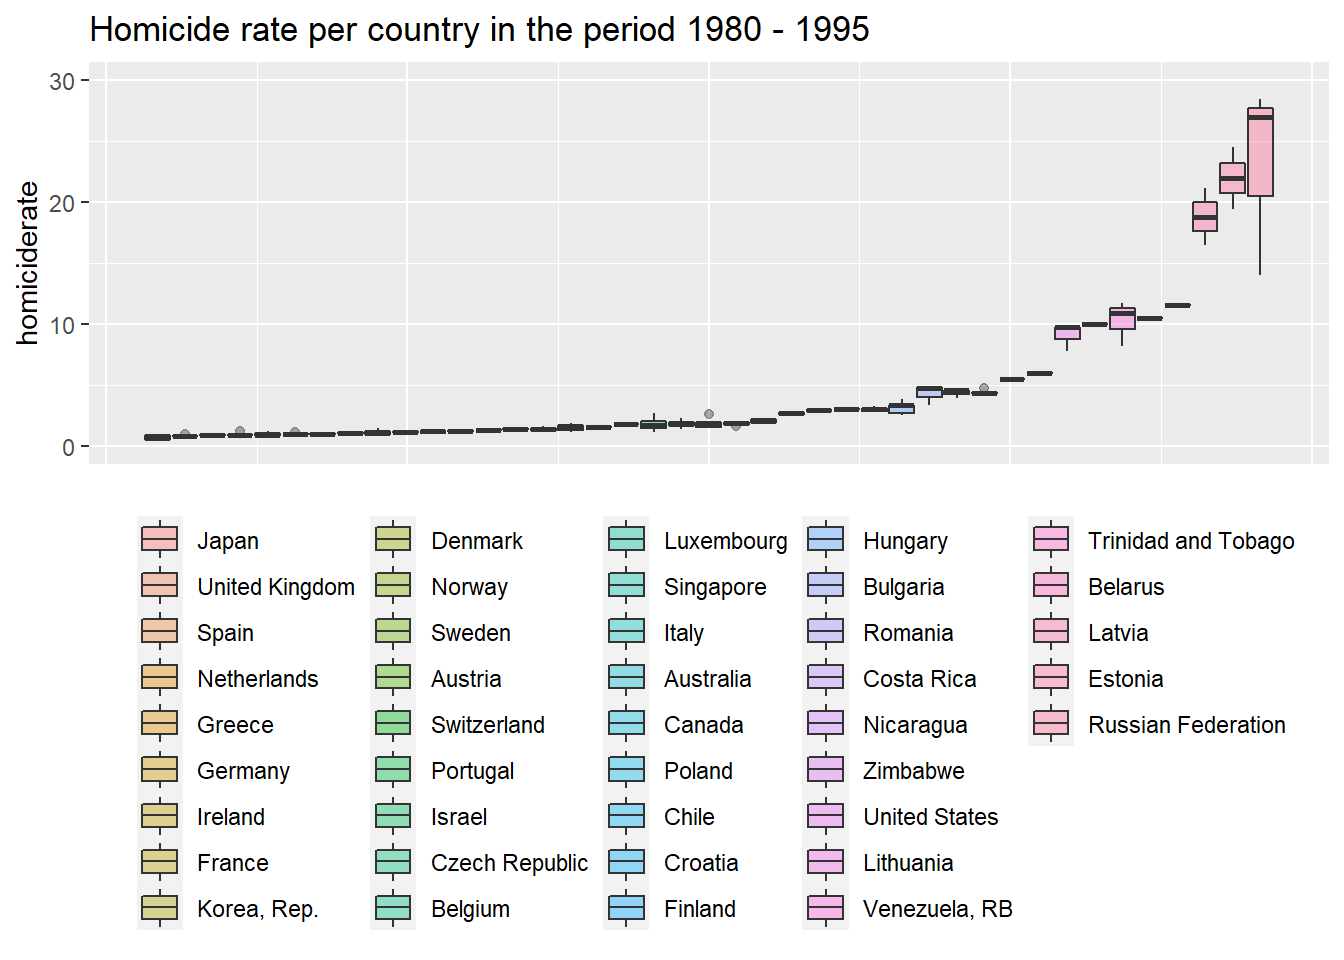 Homicide rate per country in the period 1980 - 1995
30
20
10
0
homiciderate
Japan
United Kingdom
Spain
Netherlands
Greece
Germany
Ireland
France
Korea, Rep.
Denmark
Norway
Sweden
Austria
Switzerland
Portugal
Israel
Czech Republic
Belgium
Luxembourg
Singapore
Italy
Australia
Canada
Poland
Chile
Croatia
Finland
Hungary
Bulgaria
Romania
Costa Rica
Nicaragua
Zimbabwe
United States
Lithuania
Venezuela, RB
Trinidad and Tobago
Belarus
Latvia
Estonia
Russian Federation